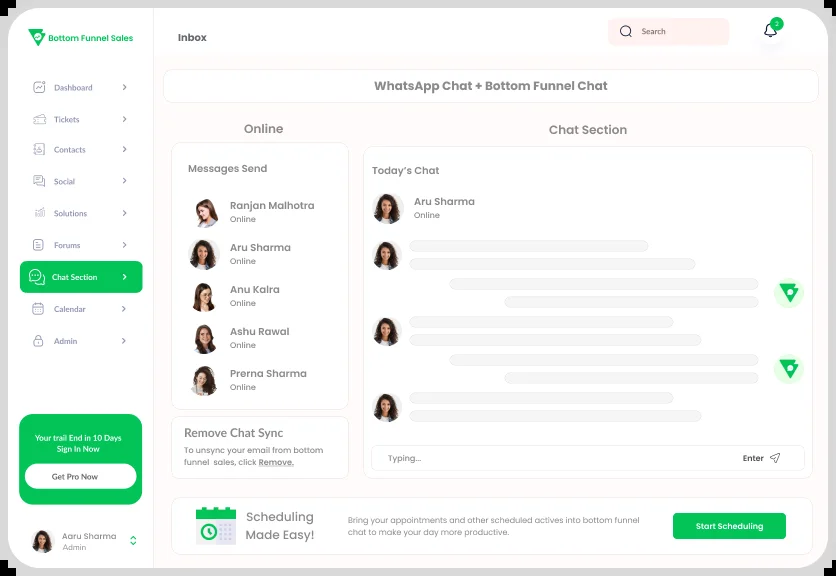 Bottom Funnel Sales
Inbox
Search
2
Dashboard
Tickets
Contacts
Social
Solutions
Forums
Chat Section
Calendar
Admin
Your trail End in 10 Days
Sign In Now
Get Pro Now
Aaru Sharma
Admin
WhatsApp Chat + Bottom Funnel Chat
Online
Messages Send
Ranjan Malhotra
Online
Aru Sharma
Online
Anu Kalra
Online
Ashu Rawal
Online
Prerna Sharma
Online
Remove Chat Sync
To unsync your email from bottom
funnel sales, click Remove.
Chat Section
Today's Chat
Aru Sharma
Online
Typing...
Enter
Scheduling
Made Easy!
Bring your appointments and other scheduled actives into bottom funnel
chat to make your day more productive.
Start Scheduling